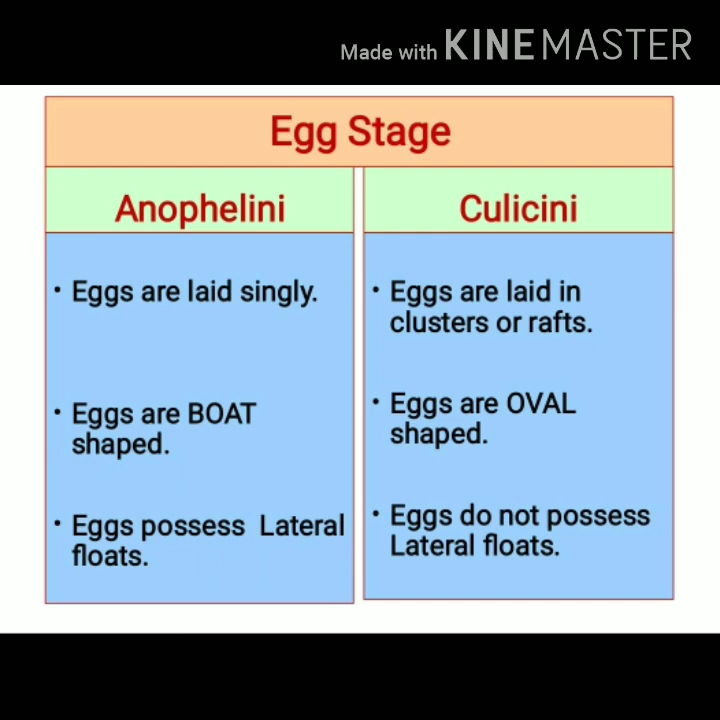 Made with KINEMASTER
Egg Stage
Anophelini
Culicini
• Eggs are laid singly.
• Eggs are BOAT
shaped.
• Eggs possess Lateral
floats.
• Eggs are laid in
clusters or rafts.
• Eggs are OVAL
shaped.
• Eggs do not possess
Lateral floats.